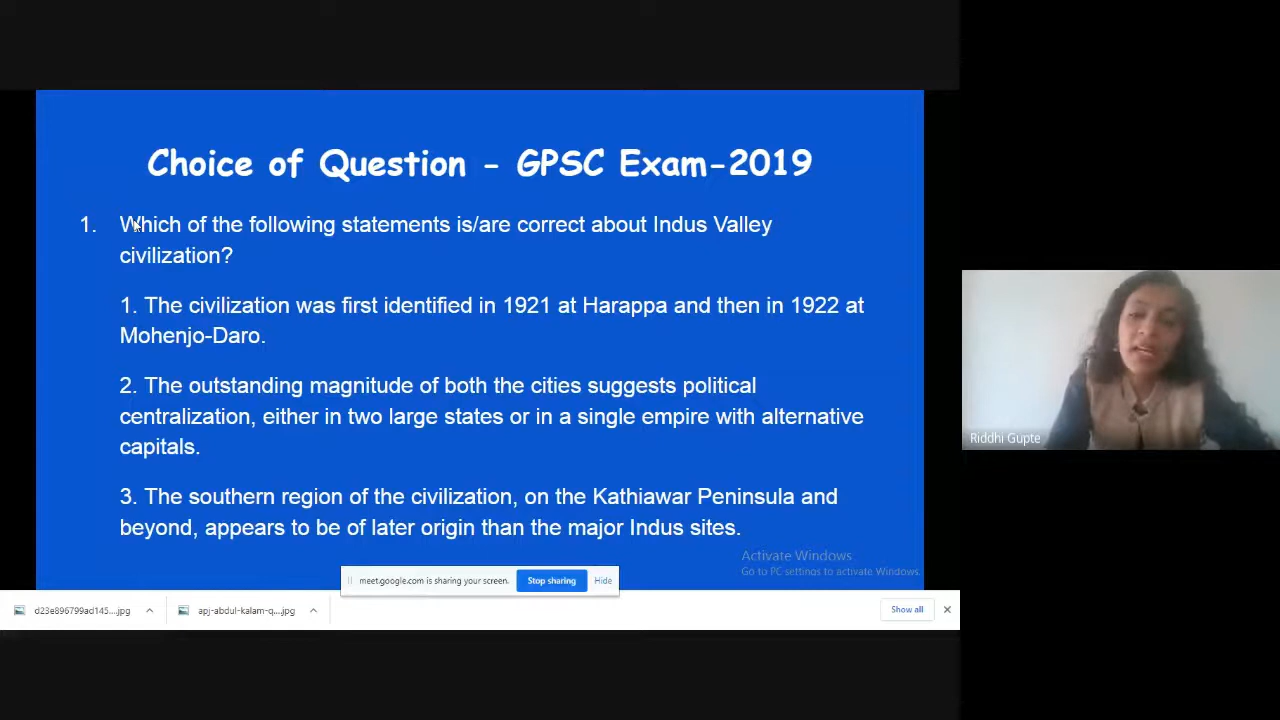 Choice of Question - GPSC Exam-2019
1. Which of the following statements is/are correct about Indus Valley
civilization?
1. The civilization was first identified in 1921 at Harappa and then in 1922 at
Mohenjo-Daro.
2. The outstanding magnitude of both the cities suggests political
centralization, either in two large states or in a single empire with alternative
capitals.
3. The southern region of the civilization, on the Kathiawar Peninsula and
beyond, appears to be of later origin than the major Indus sites.
Riddhi Gupte
Activate Windows
Go to PC settings to activate Windows.
meet.google.com is sharing your screen. Stop sharing Hide
d23e896799ad145....jpg apj-abdul-kalam-q....jpg Show all